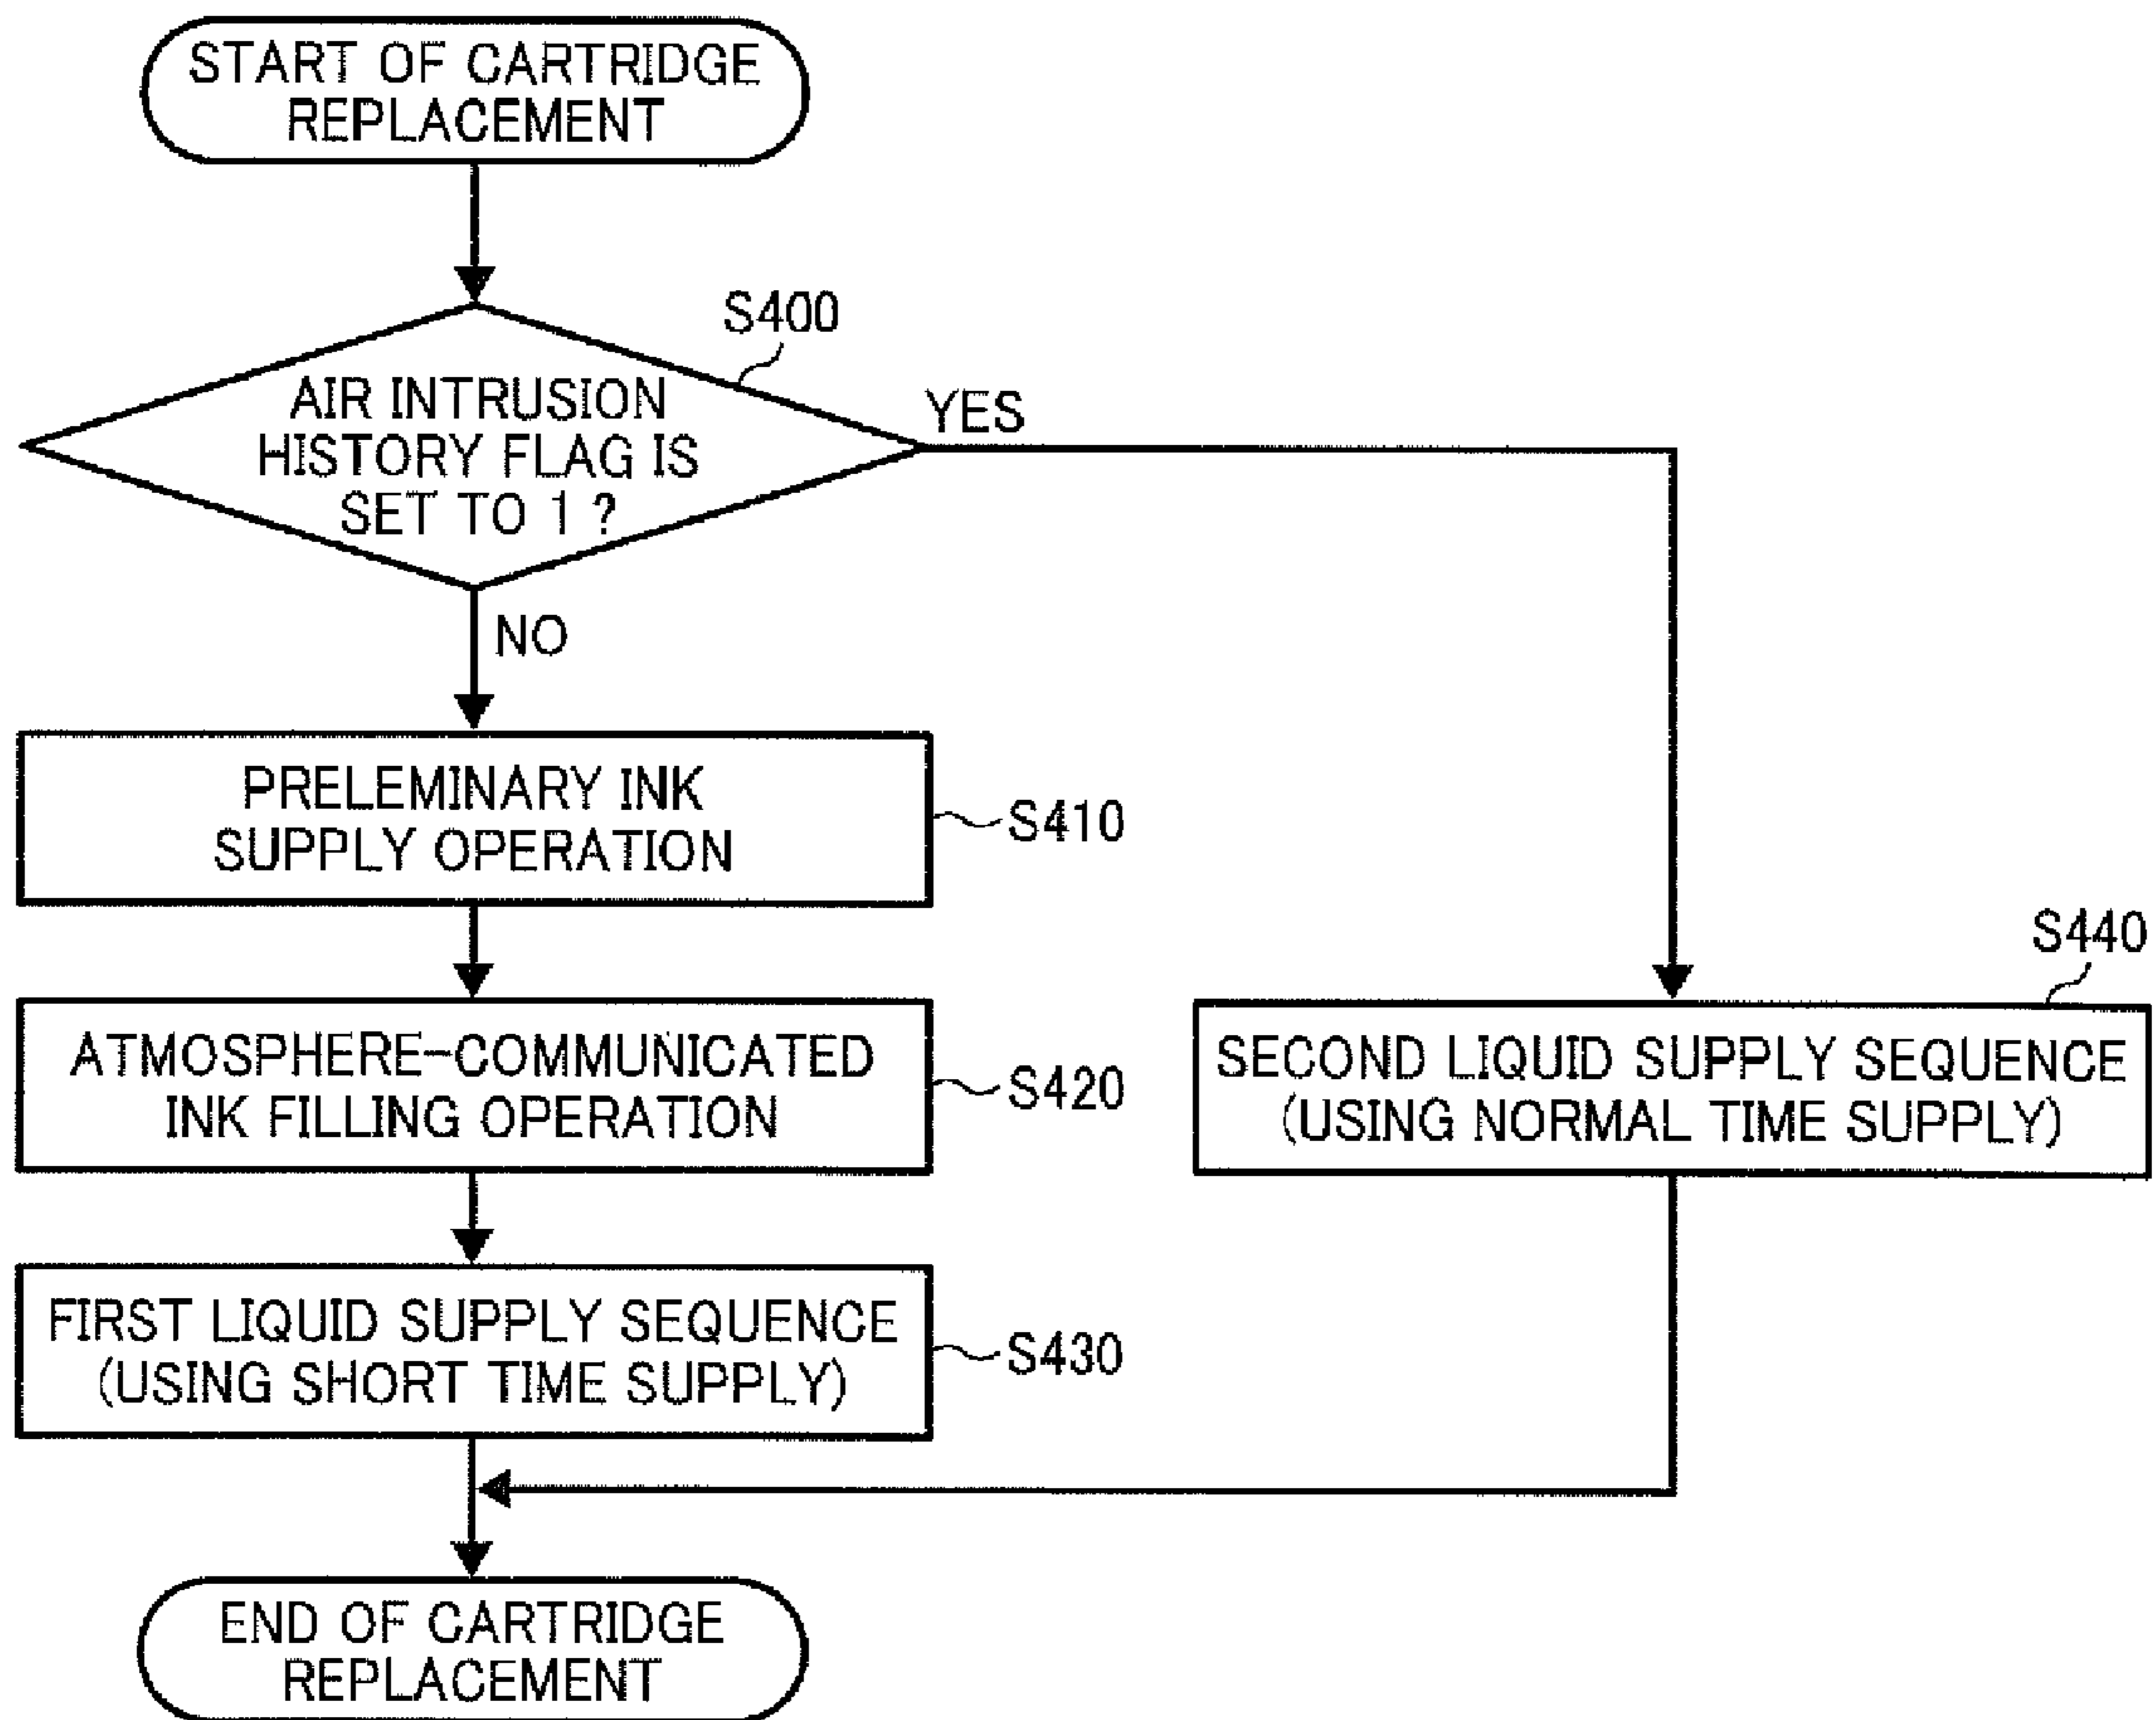 START OF CARTRIDGE
REPLACEMENT
S400
AIR INTRUSION
HISTORY FLAG IS
SET TO 1 ?
YES
NO
PRELEMINARY INK
SUPPLY OPERATION
S410
S440
ATMOSPHERE-COMMUNICATED
INK FILLING OPERATION
S420
SECOND LIQUID SUPPLY SEQUENCE
(USING NORMAL TIME SUPPLY)
FIRST LIQUID SUPPLY SEQUENCE
(USING SHORT TIME SUPPLY)
S430
END OF CARTRIDGE
REPLACEMENT